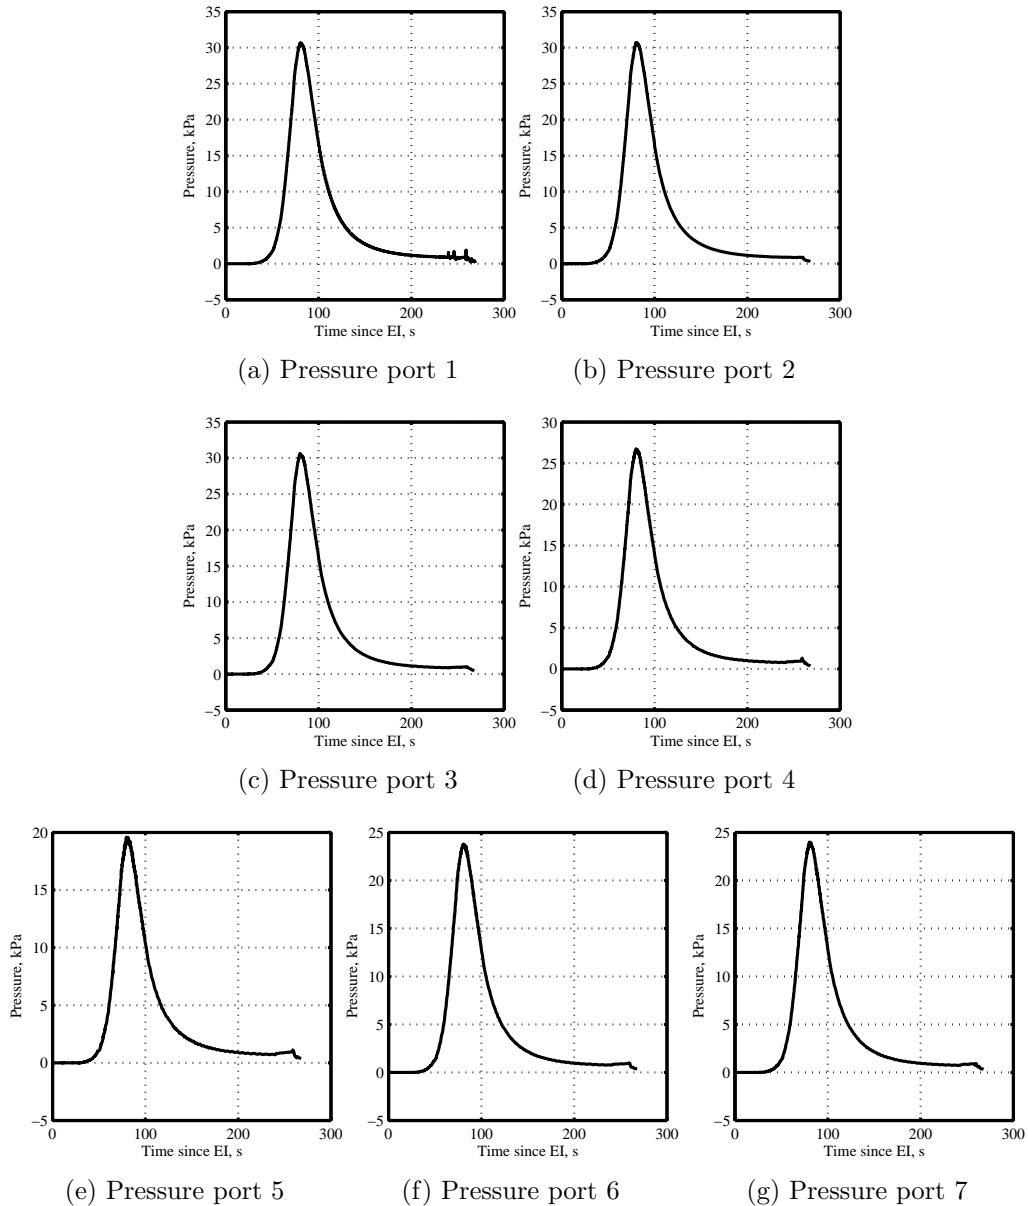 35
30
25
20
15
10
5
0
−5
0 100 200 300
Pressure, kPa
Time since EI, s
(a) Pressure port 1
35
30
25
20
15
10
5
0
−5
0 100 200 300
Pressure, kPa
Time since EI, s
(b) Pressure port 2
35
30
25
20
15
10
5
0
−5
0 100 200 300
Pressure, kPa
Time since EI, s
(c) Pressure port 3
30
25
20
15
10
5
0
−5
0 100 200 300
Pressure, kPa
Time since EI, s
(d) Pressure port 4
20
15
10
5
0
−5
0 100 200 300
Pressure, kPa
Time since EI, s
(e) Pressure port 5
25
20
15
10
5
0
−5
0 100 200 300
Pressure, kPa
Time since EI, s
(f) Pressure port 6
25
20
15
10
5
0
−5
0 100 200 300
Pressure, kPa
Time since EI, s
(g) Pressure port 7